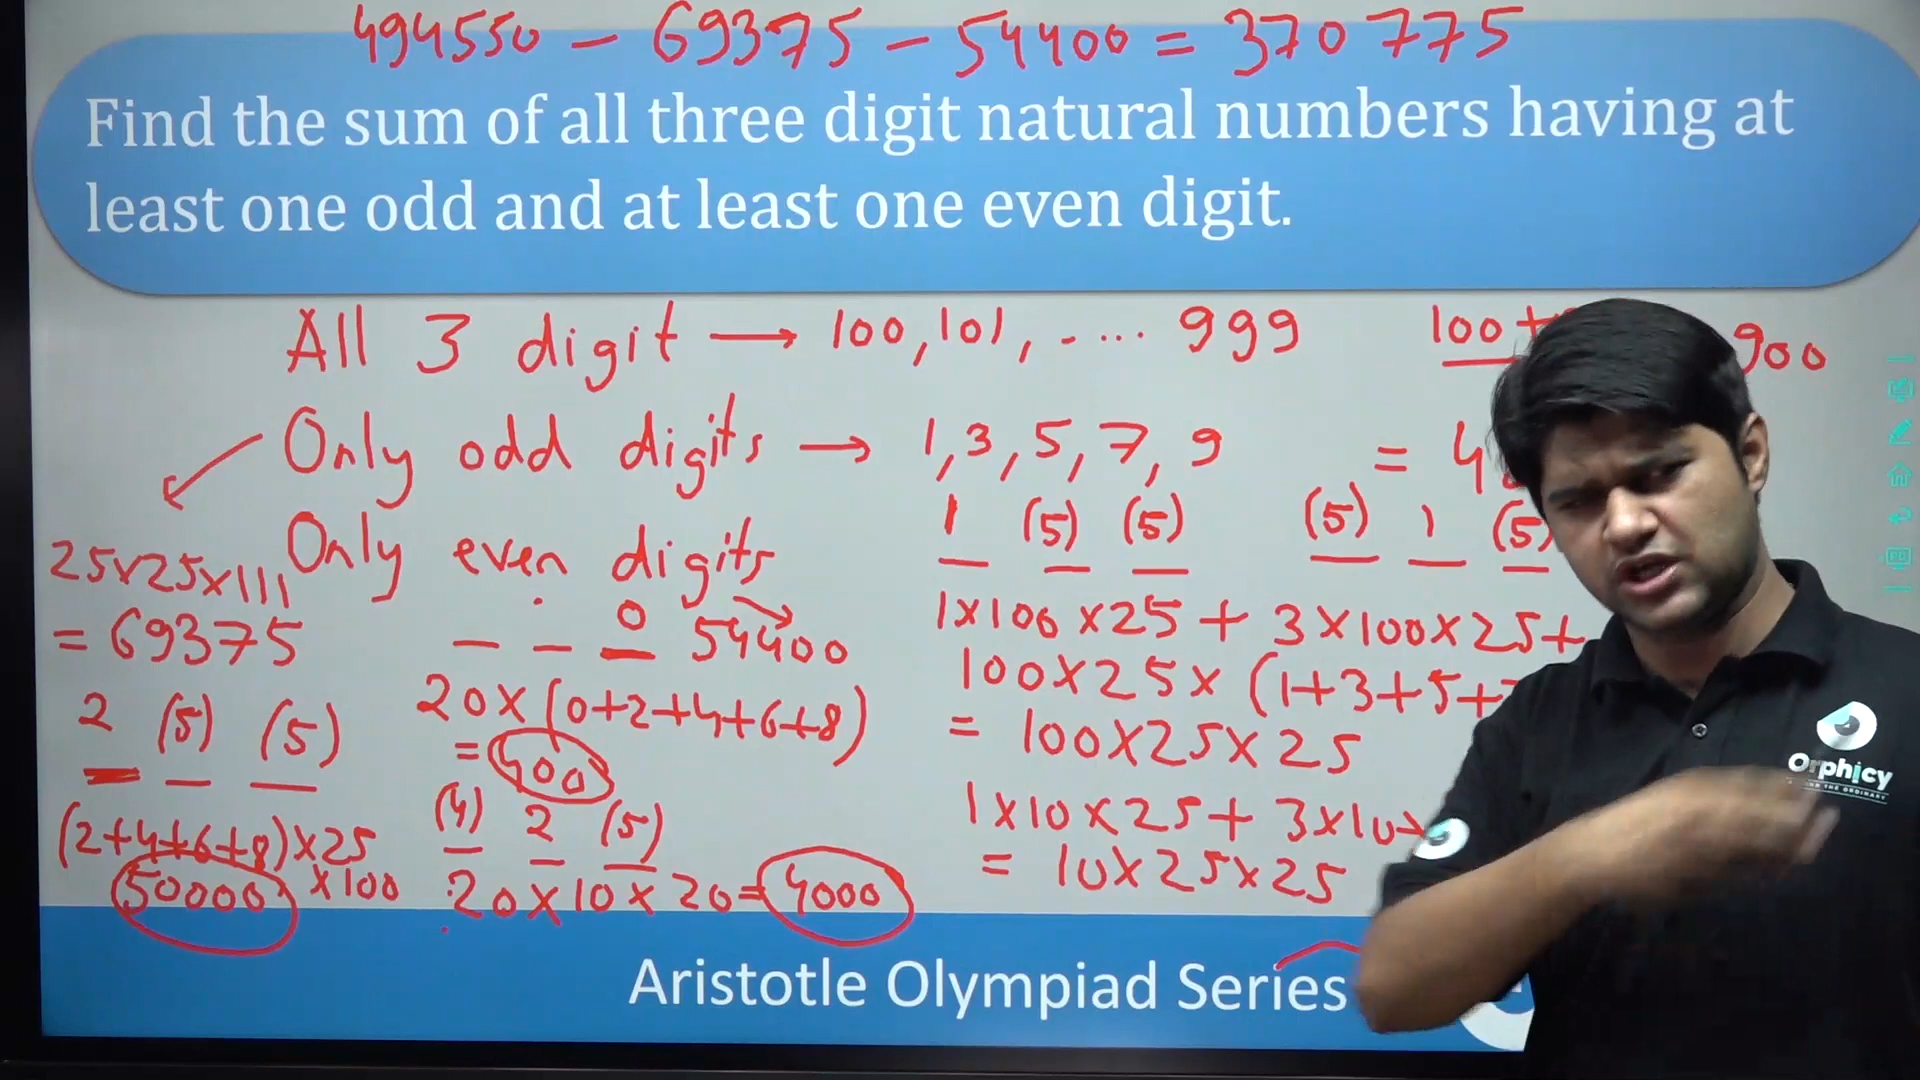 494550 - 69375 - 54400 = 370775
Find the sum of all three digit natural numbers having at
least one odd and at least one even digit.
All 3 digit → 100, 101, ..... 999
100 +
900
Only odd digits → 1, 3, 5, 7, 9
= 4
1 (5) (5)
(5) 1 (5)
Only even digits
25×25×111
= 69375
_ _ 0
54400
1×100×25 + 3×100×25+
20×(0+2+4+6+8)
100×25×(1+3+5+
2 (5) (5)
= 400
= 100×25×25
(2+4+6+8)×25
×100
50000
(4) 2 (5)
20×10×20=4000
1×10×25+ 3×10×
= 10×25×25
Aristotle Olympiad Series
Orphicy